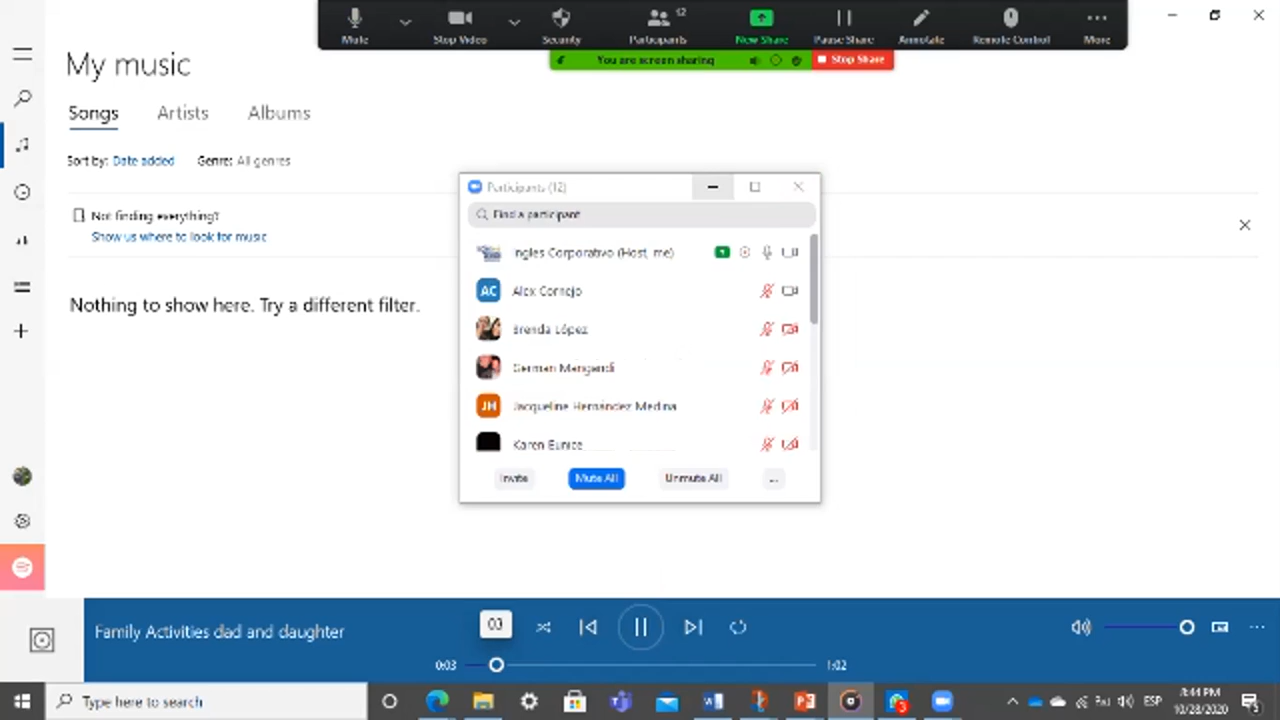 Mute
Stop Video
Security
Participants
12
New Share
Pause Share
Annotate
Remote Control
More
You are screen sharing
Stop Share
My music
Songs
Artists
Albums
Sort by: Date added
Genre: All genres
Not finding everything?
Show us where to look for music
Nothing to show here. Try a different filter.
Participants (12)
Find a participant
Ingles Corporativo (Host, me)
AC
Alex Cornejo
Brenda López
German Mangandi
JH
Jacqueline Hernández Medina
Karen Eunice
Invite
Mute All
Unmute All
...
Family Activities dad and daughter
03
0:03
1:02
Type here to search
ESP
8:44 PM
10/28/2020